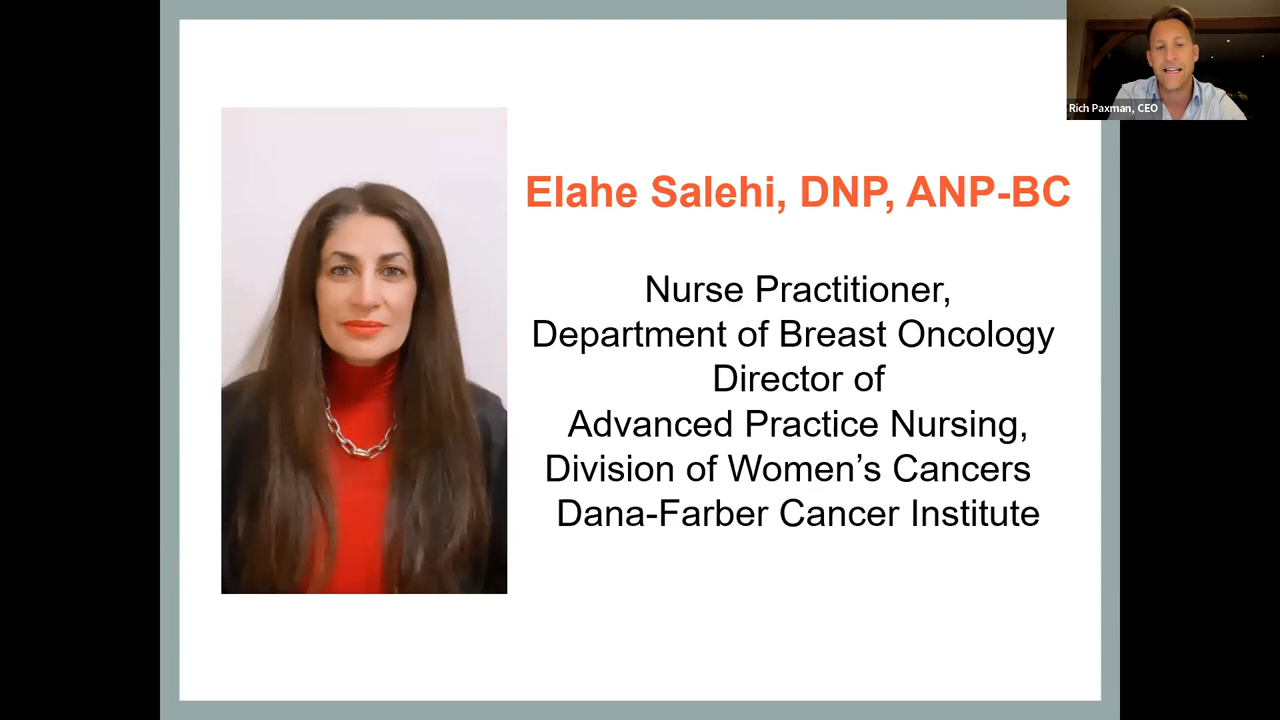 Rich Paxman, CEO
Elahe Salehi, DNP, ANP-BC
Nurse Practitioner,
Department of Breast Oncology
Director of
Advanced Practice Nursing,
Division of Women’s Cancers
Dana-Farber Cancer Institute